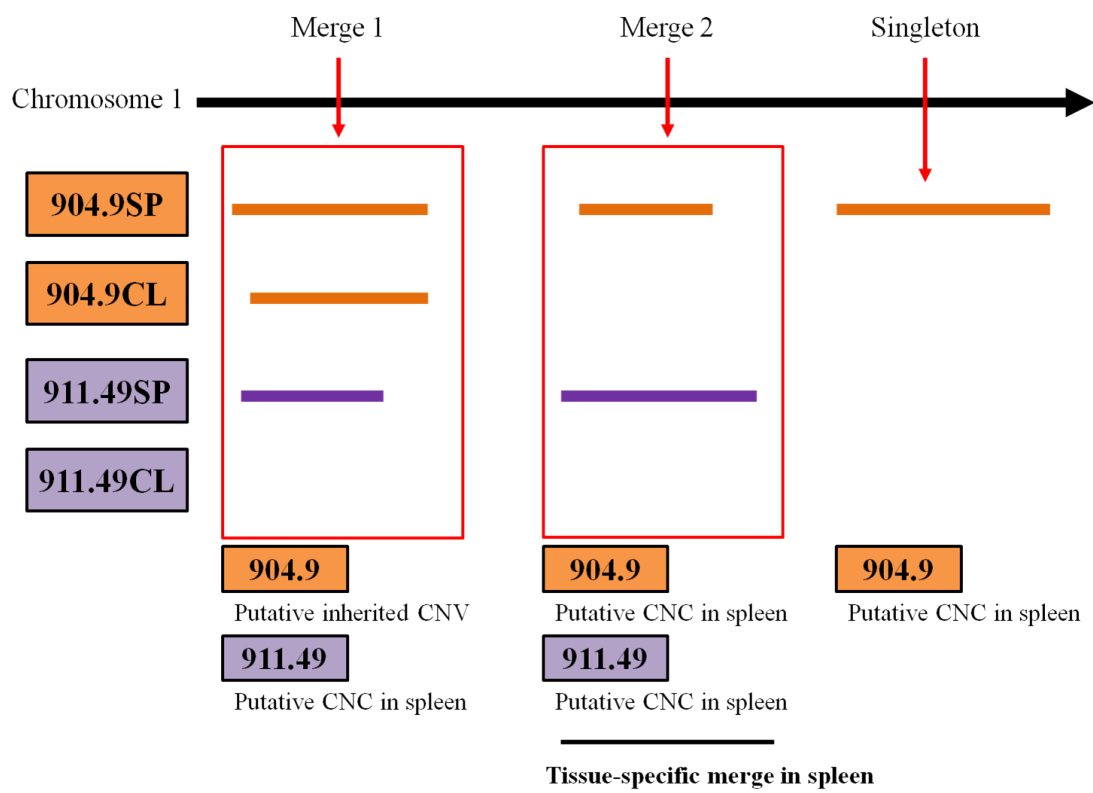 Merge 1 Merge 2 Singleton
Chromosome 1
904.9SP
904.9CL
911.49SP
911.49CL
904.9 904.9 904.9
Putative inherited CNV Putative CNC in spleen Putative CNC in spleen
911.49 911.49
Putative CNC in spleen Putative CNC in spleen
Tissue-specific merge in spleen